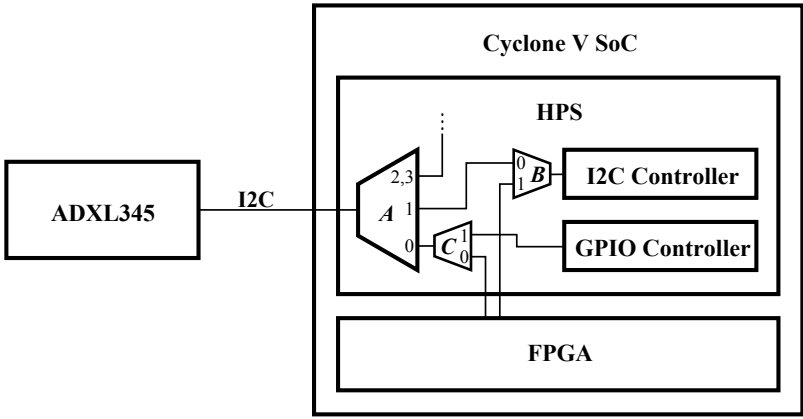 Cyclone V SoC
HPS
ADXL345
I2C
2,3
A
1
0
C
1
0
0
1
B
I2C Controller
GPIO Controller
FPGA